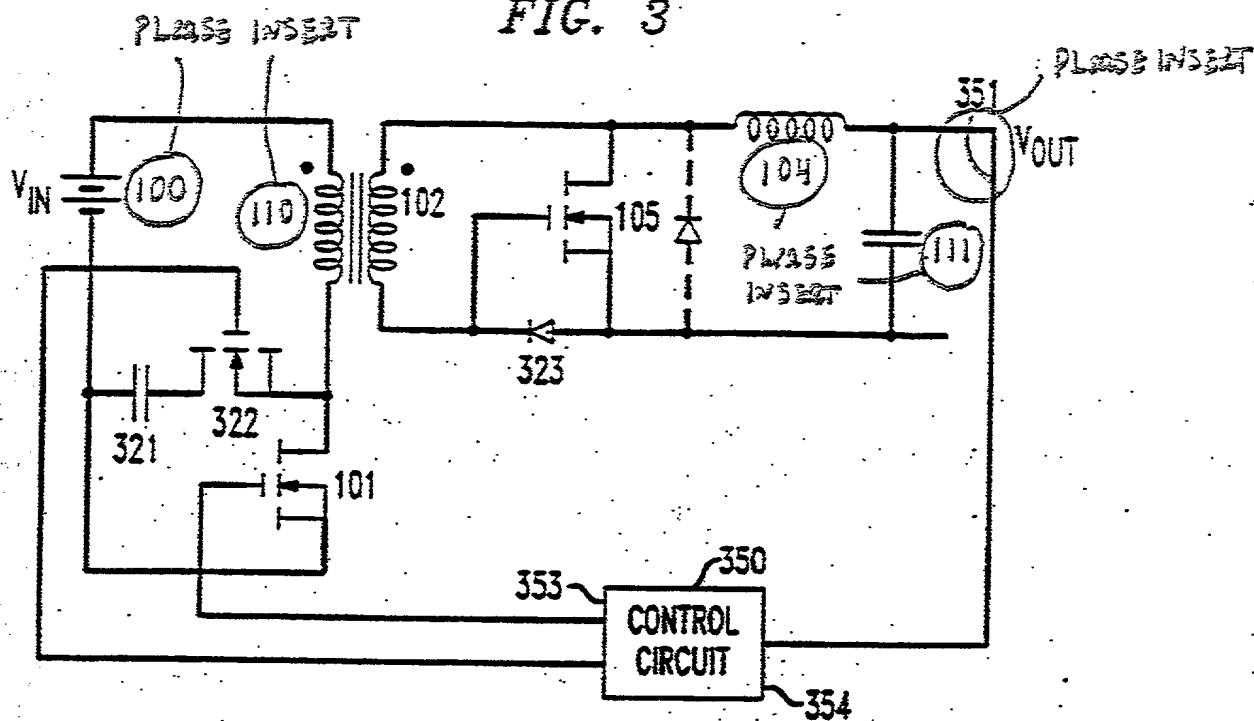 FIG. 3
PLEASE INSERT
PLEASE INSERT
351
VIN
100
110
102
105
104
VOUT
PLEASE
INSERT
111
323
321
322
101
353
350
CONTROL
CIRCUIT
354